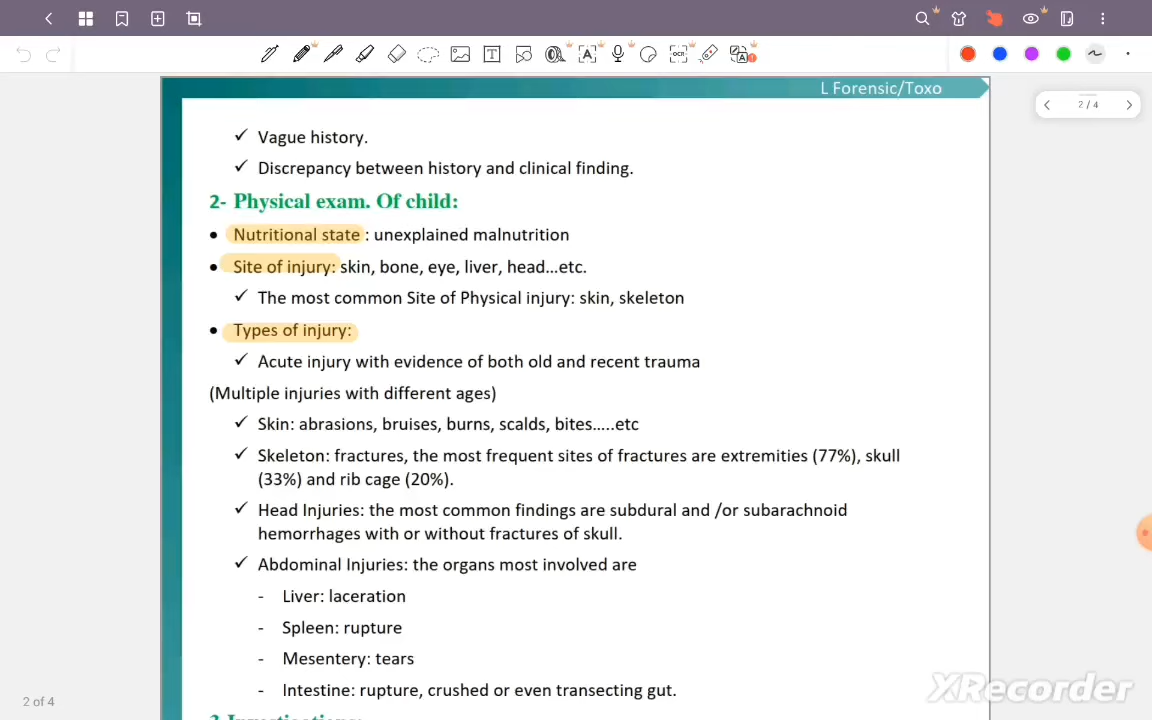 L Forensic/Toxo
2 / 4
✓ Vague history.
✓ Discrepancy between history and clinical finding.
2- Physical exam. Of child:
• Nutritional state : unexplained malnutrition
• Site of injury: skin, bone, eye, liver, head...etc.
✓ The most common Site of Physical injury: skin, skeleton
• Types of injury:
✓ Acute injury with evidence of both old and recent trauma
(Multiple injuries with different ages)
✓ Skin: abrasions, bruises, burns, scalds, bites.....etc
✓ Skeleton: fractures, the most frequent sites of fractures are extremities (77%), skull
(33%) and rib cage (20%).
✓ Head Injuries: the most common findings are subdural and /or subarachnoid
hemorrhages with or without fractures of skull.
✓ Abdominal Injuries: the organs most involved are
- Liver: laceration
- Spleen: rupture
- Mesentery: tears
- Intestine: rupture, crushed or even transecting gut.
2 of 4
XRecorder